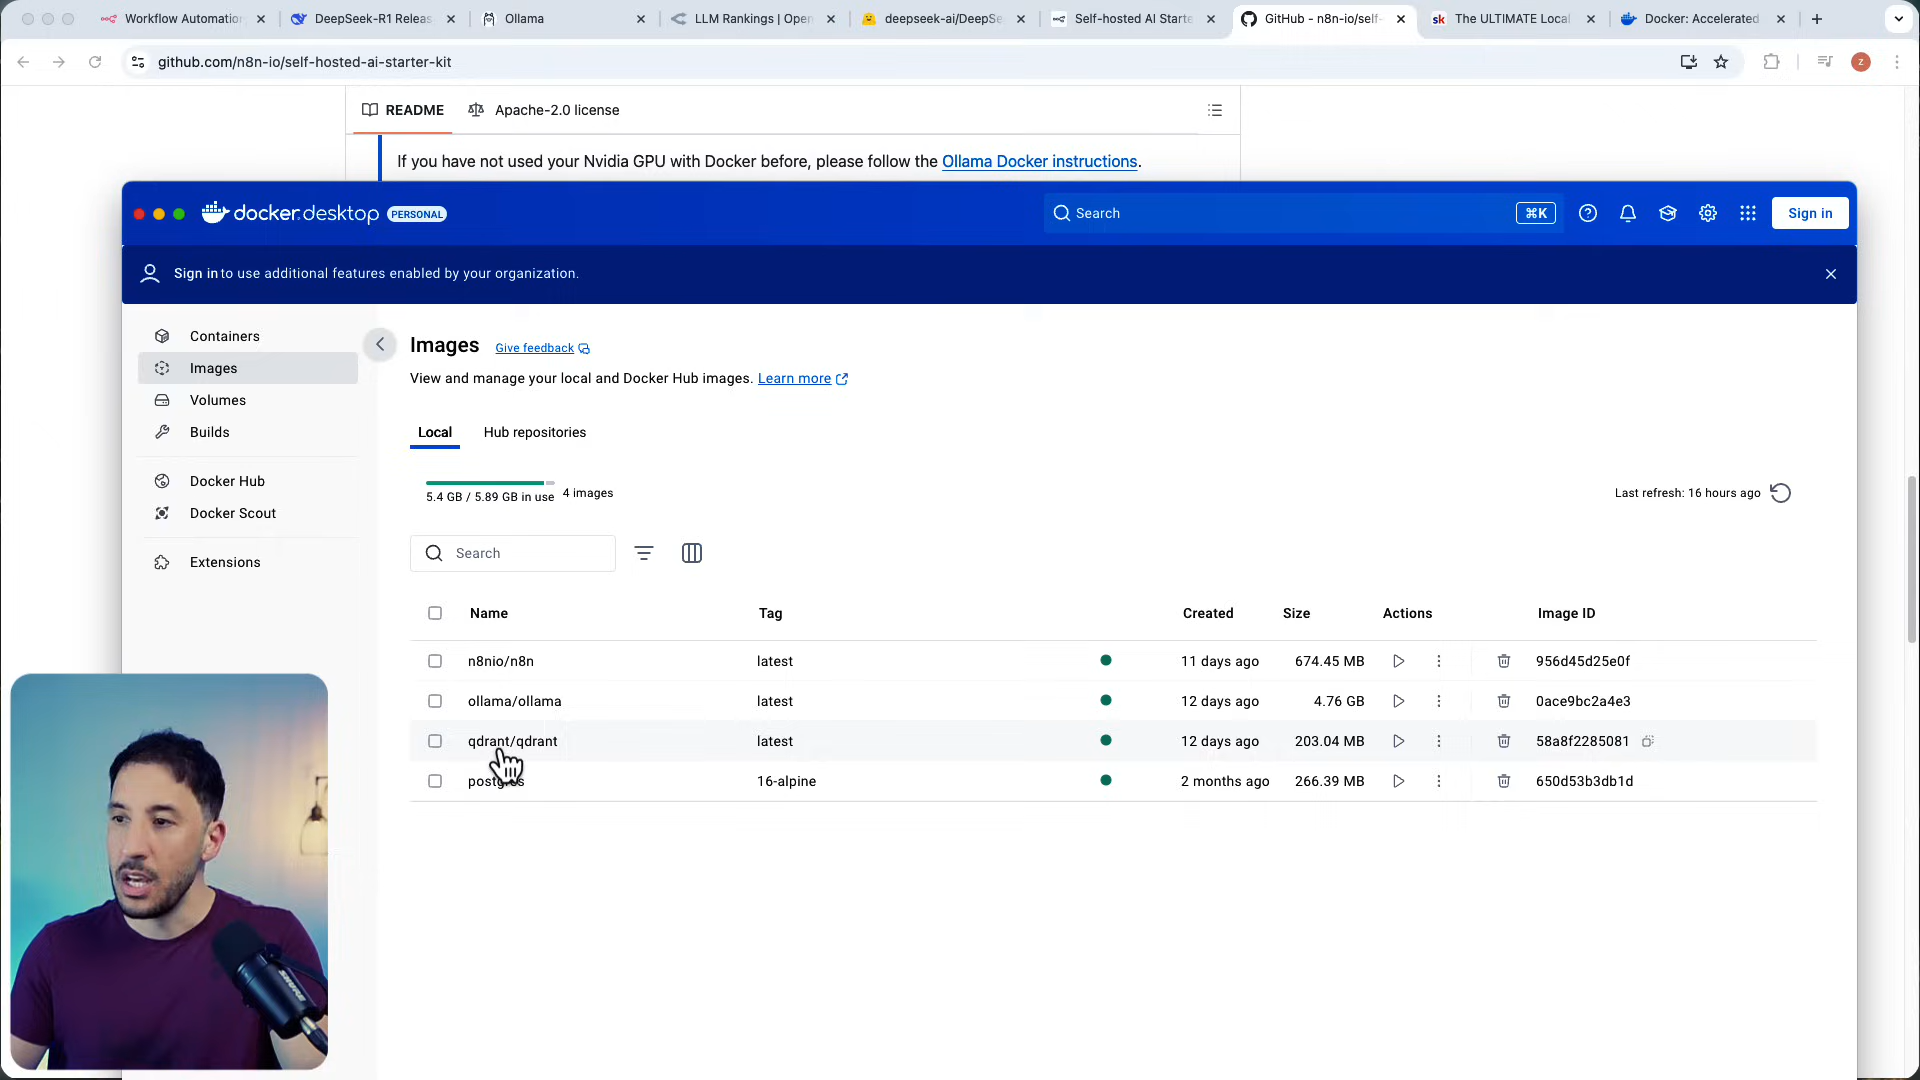 Workflow Automation
DeepSeek-R1 Releas
Ollama
LLM Rankings | Open
deepseek-ai/DeepSe
Self-hosted AI Starte
GitHub - n8n-io/self-
The ULTIMATE Local
Docker: Accelerated
github.com/n8n-io/self-hosted-ai-starter-kit
z
README
Apache-2.0 license
If you have not used your Nvidia GPU with Docker before, please follow the Ollama Docker instructions.
docker.desktop PERSONAL
Search
⌘K
Sign in
Sign in to use additional features enabled by your organization.
Containers
Images
Volumes
Builds
Docker Hub
Docker Scout
Extensions
Images Give feedback
View and manage your local and Docker Hub images. Learn more
Local Hub repositories
5.4 GB / 5.89 GB in use 4 images
Last refresh: 16 hours ago
Search
Name Tag Created Size Actions Image ID
n8nio/n8n latest 11 days ago 674.45 MB 956d45d25e0f
ollama/ollama latest 12 days ago 4.76 GB 0ace9bc2a4e3
qdrant/qdrant latest 12 days ago 203.04 MB 58a8f2285081
postgres 16-alpine 2 months ago 266.39 MB 650d53b3db1d
SHURE